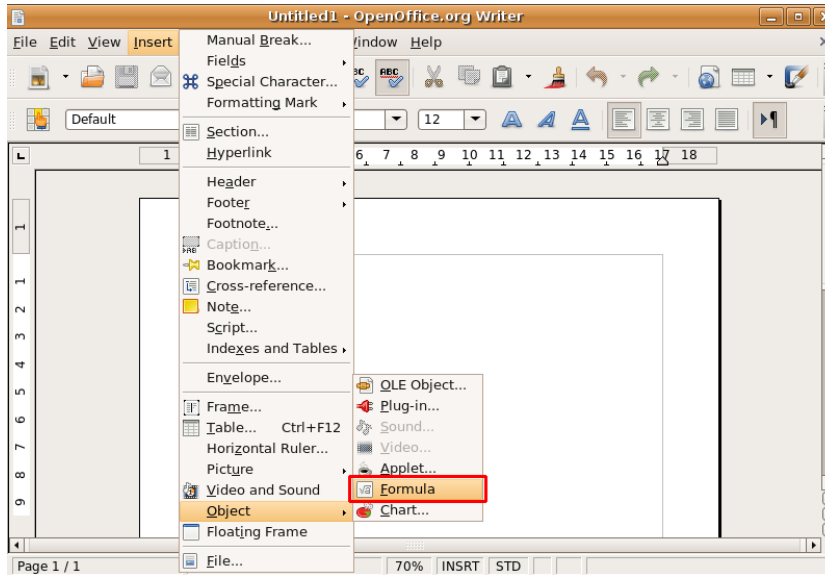 Untitled1 - OpenOffice.org Writer
File Edit View Insert Window Help
Manual Break...
Fields
Special Character...
Formatting Mark
Section...
Hyperlink
Header
Footer
Footnote...
Caption...
Bookmark...
Cross-reference...
Note...
Script...
Indexes and Tables
Envelope...
Frame...
Table... Ctrl+F12
Horizontal Ruler...
Picture
Video and Sound
Object
Floating Frame
File...
OLE Object...
Plug-in...
Sound...
Video...
Applet...
Formula
Chart...
ABC
Default
12
1 6 7 8 9 10 11 12 13 14 15 16 17 18
1
1
2
3
4
5
6
7
8
9
Page 1 / 1 70% INSRT STD